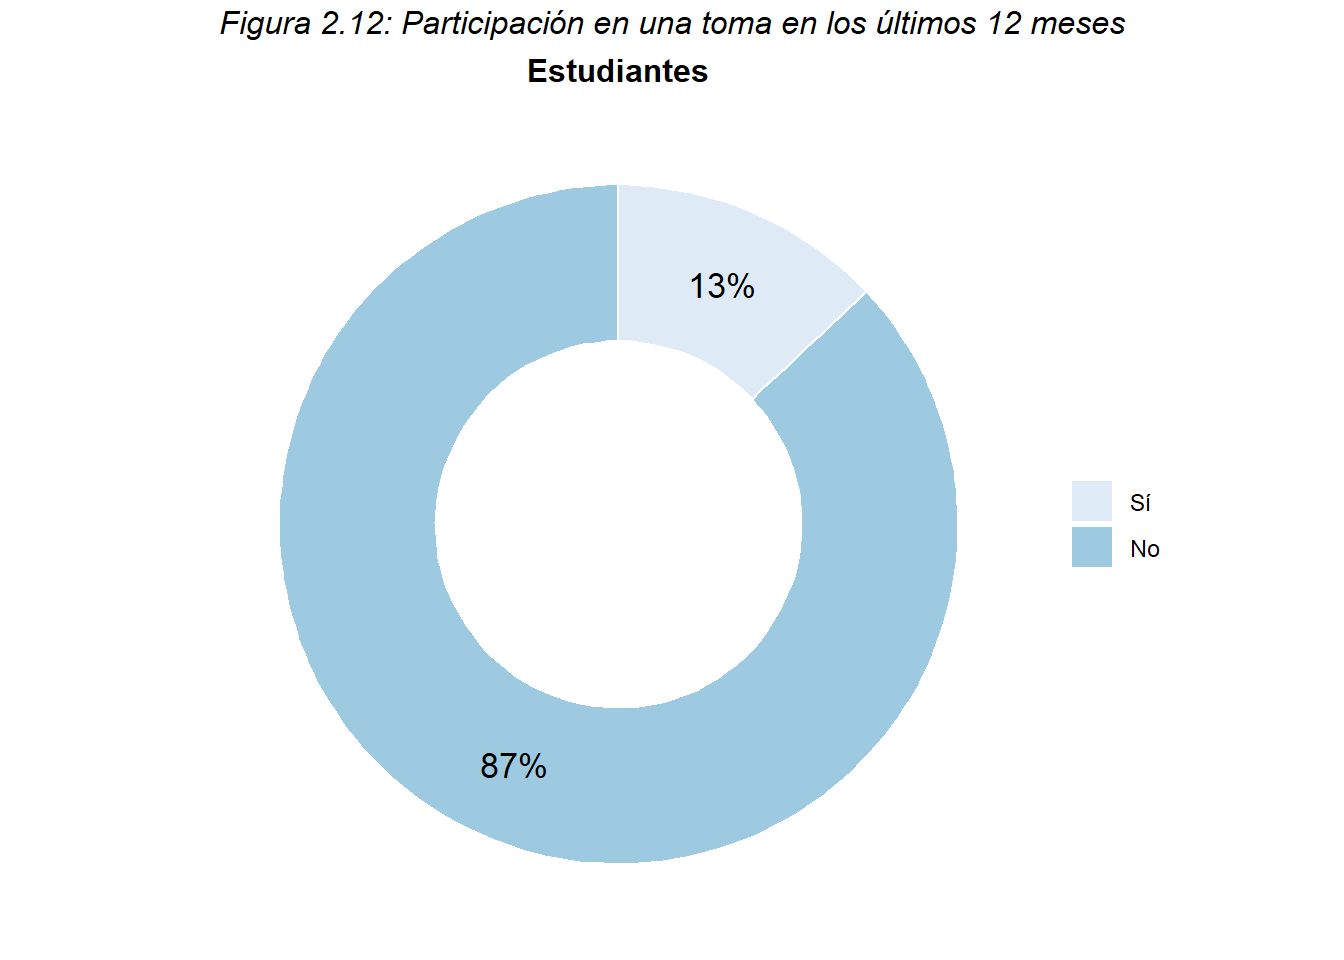 Figura 2.12: Participación en una toma en los últimos 12 meses
Estudiantes
13%
Sí
No
87%